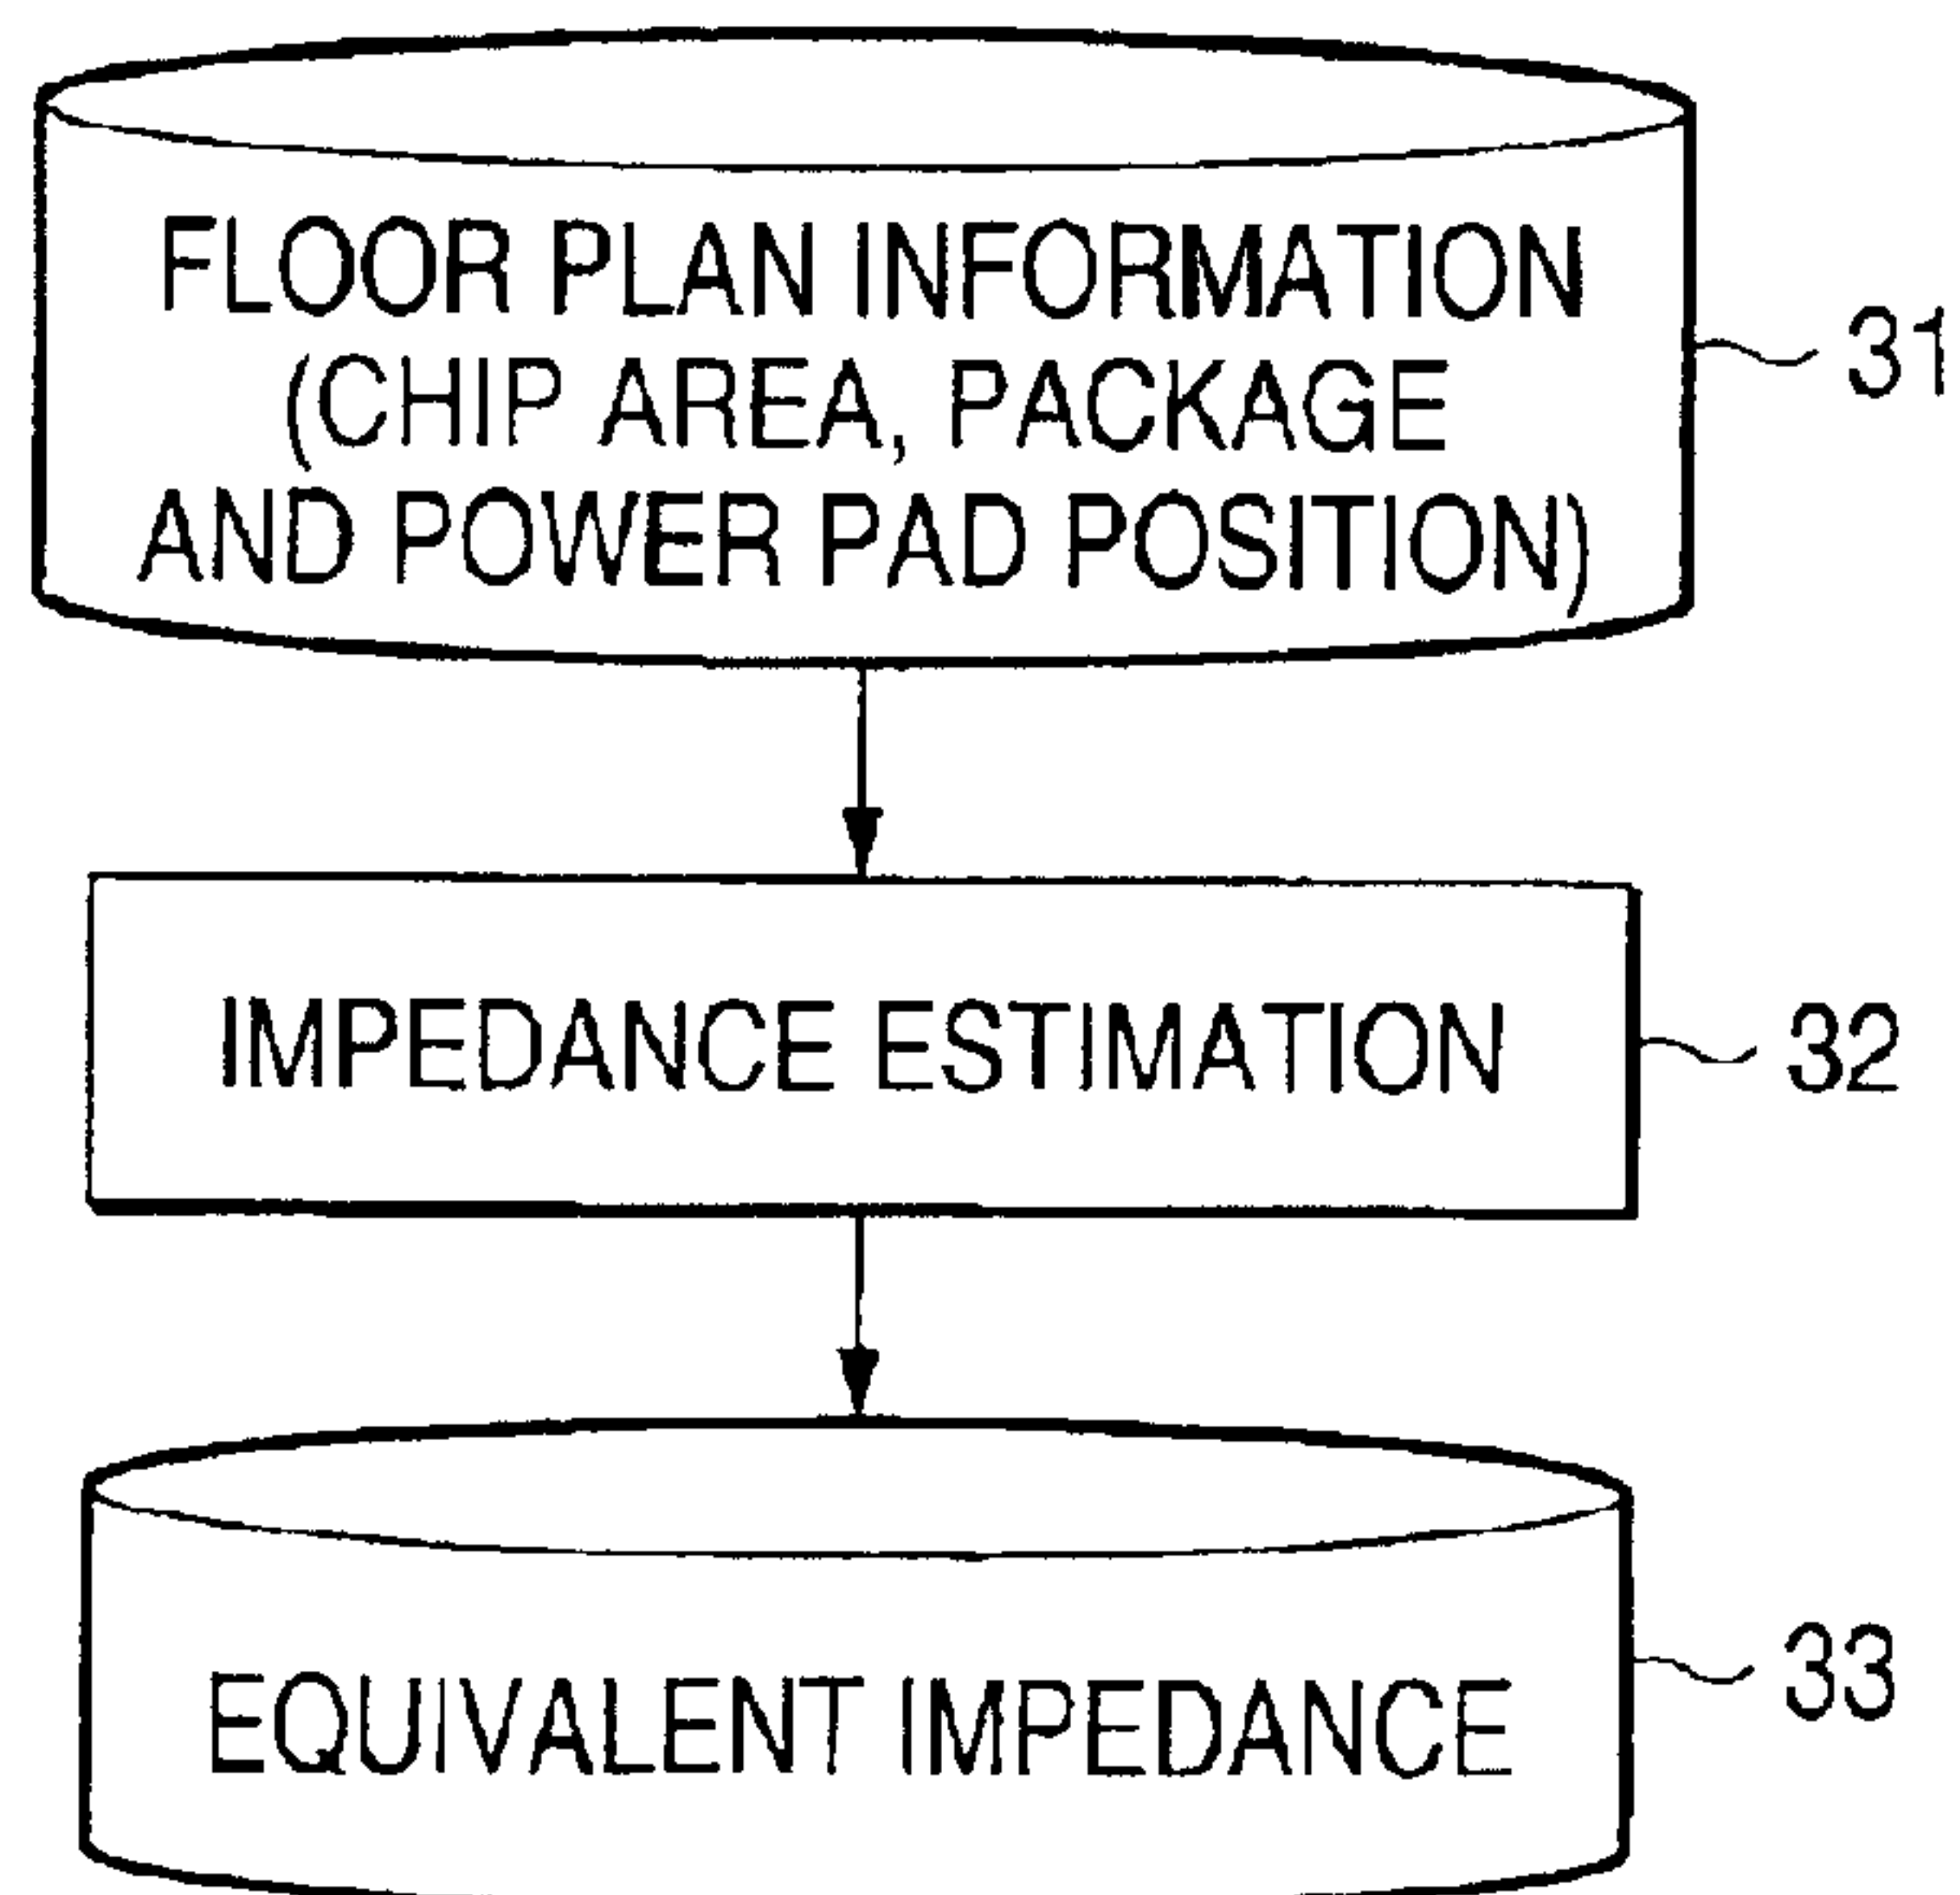 FLOOR PLAN INFORMATION
(CHIP AREA, PACKAGE
AND POWER PAD POSITION)
31
IMPEDANCE ESTIMATION
32
EQUIVALENT IMPEDANCE
33